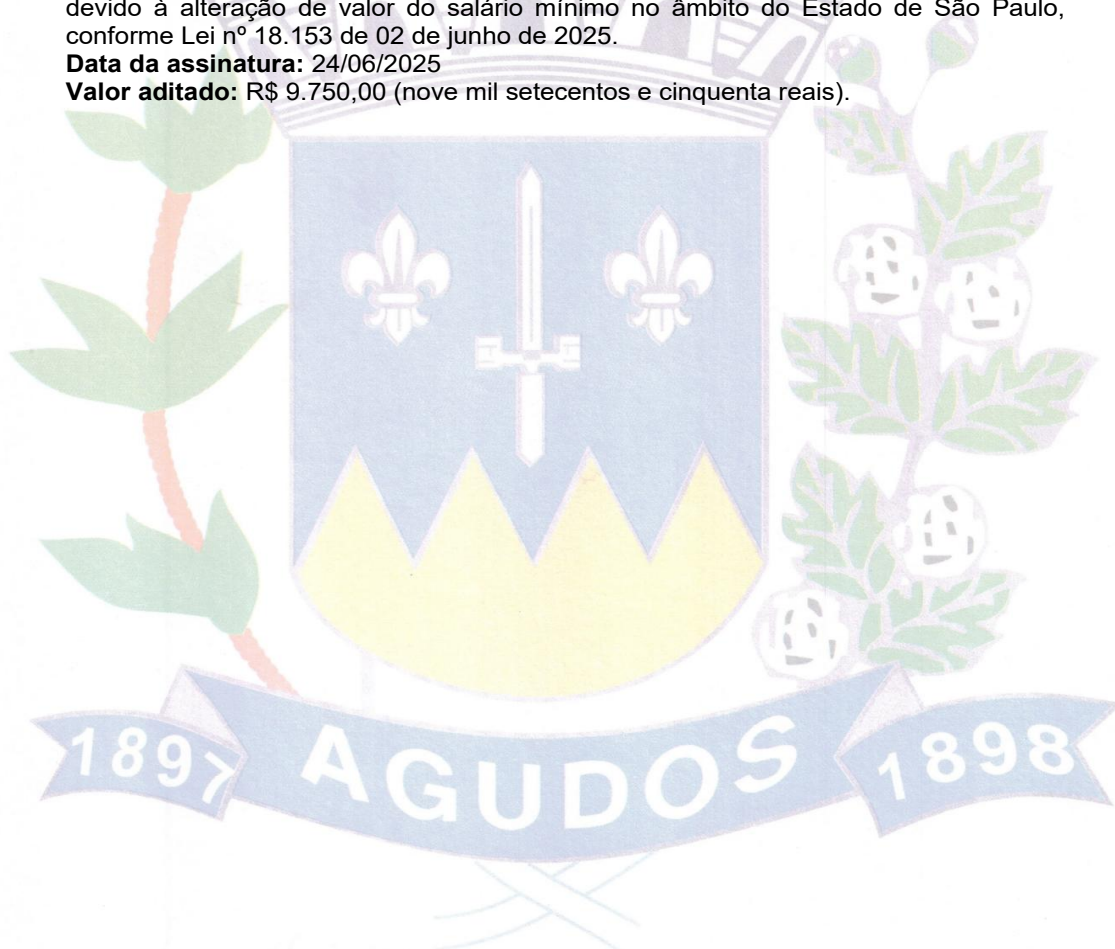 devido à alteração de valor do salário mínimo no âmbito do Estado de São Paulo,
conforme Lei nº 18.153 de 02 de junho de 2025.
Data da assinatura: 24/06/2025
Valor aditado: R$ 9.750,00 (nove mil setecentos e cinquenta reais).
1897 AGUDOS 1898